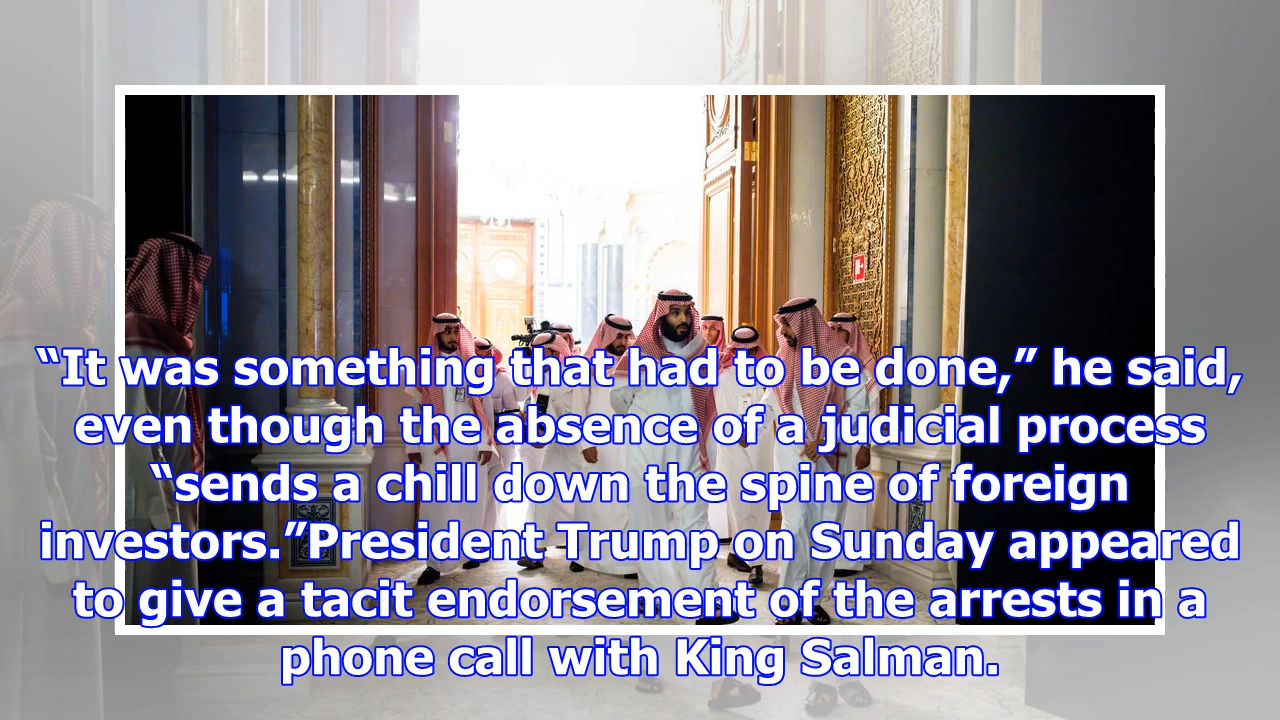 “It was something that had to be done,” he said,
even though the absence of a judicial process
“sends a chill down the spine of foreign
investors.”President Trump on Sunday appeared
to give a tacit endorsement of the arrests in a
phone call with King Salman.